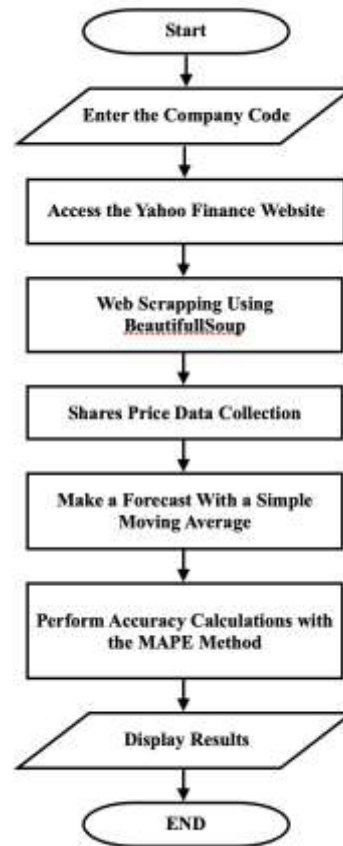 Start
Enter the Company Code
Access the Yahoo Finance Website
Web Scrapping Using
BeautifullSoup
Shares Price Data Collection
Make a Forecast With a Simple
Moving Average
Perform Accuracy Calculations with
the MAPE Method
Display Results
END